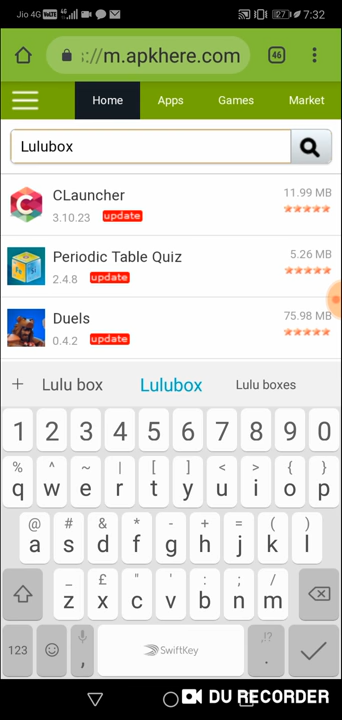 Jio 4G VoLTE 4G 27 7:32
://m.apkhere.com 46
Home Apps Games Market
Lulubox
CLauncher 11.99 MB
3.10.23 update
Periodic Table Quiz 5.26 MB
2.4.8 update
Duels 75.98 MB
0.4.2 update
+ Lulu box Lulubox Lulu boxes
1 2 3 4 5 6 7 8 9 0
% ^ ~ | [ ] < > { }
q w e r t y u i o p
@ # & * - + = ( )
a s d f g h j k l
_ £ " ' : ; /
z x c v b n m
123 , SwiftKey ,!? .
DU RECORDER